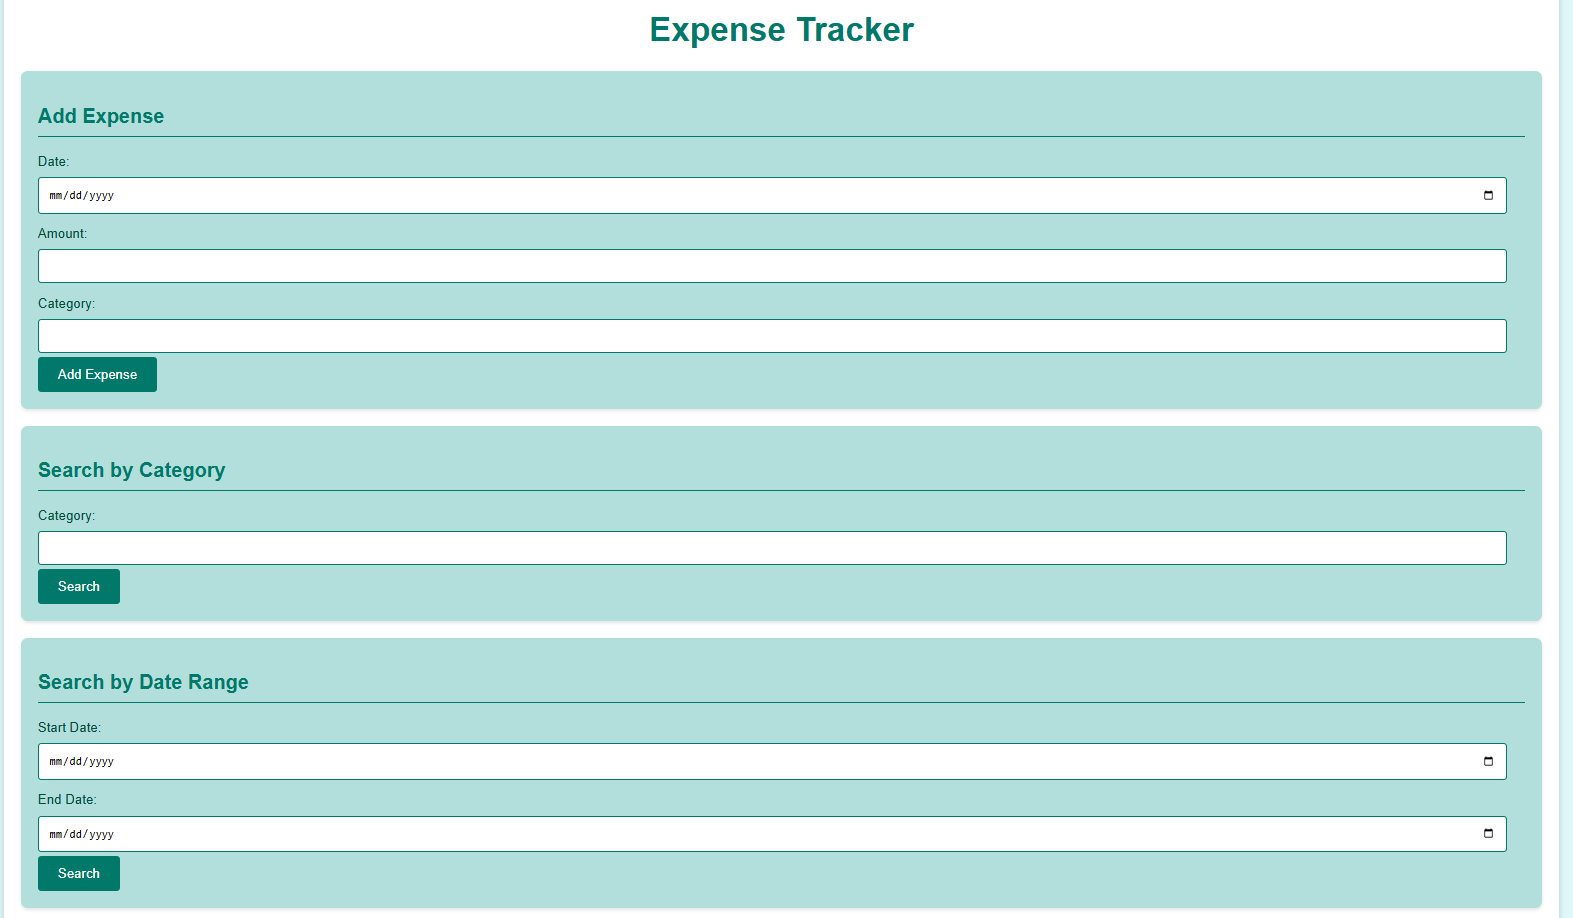 Expense Tracker
Add Expense
Date:
mm/dd/yyyy
Amount:
Category:
Add Expense
Search by Category
Category:
Search
Search by Date Range
Start Date:
mm/dd/yyyy
End Date:
mm/dd/yyyy
Search